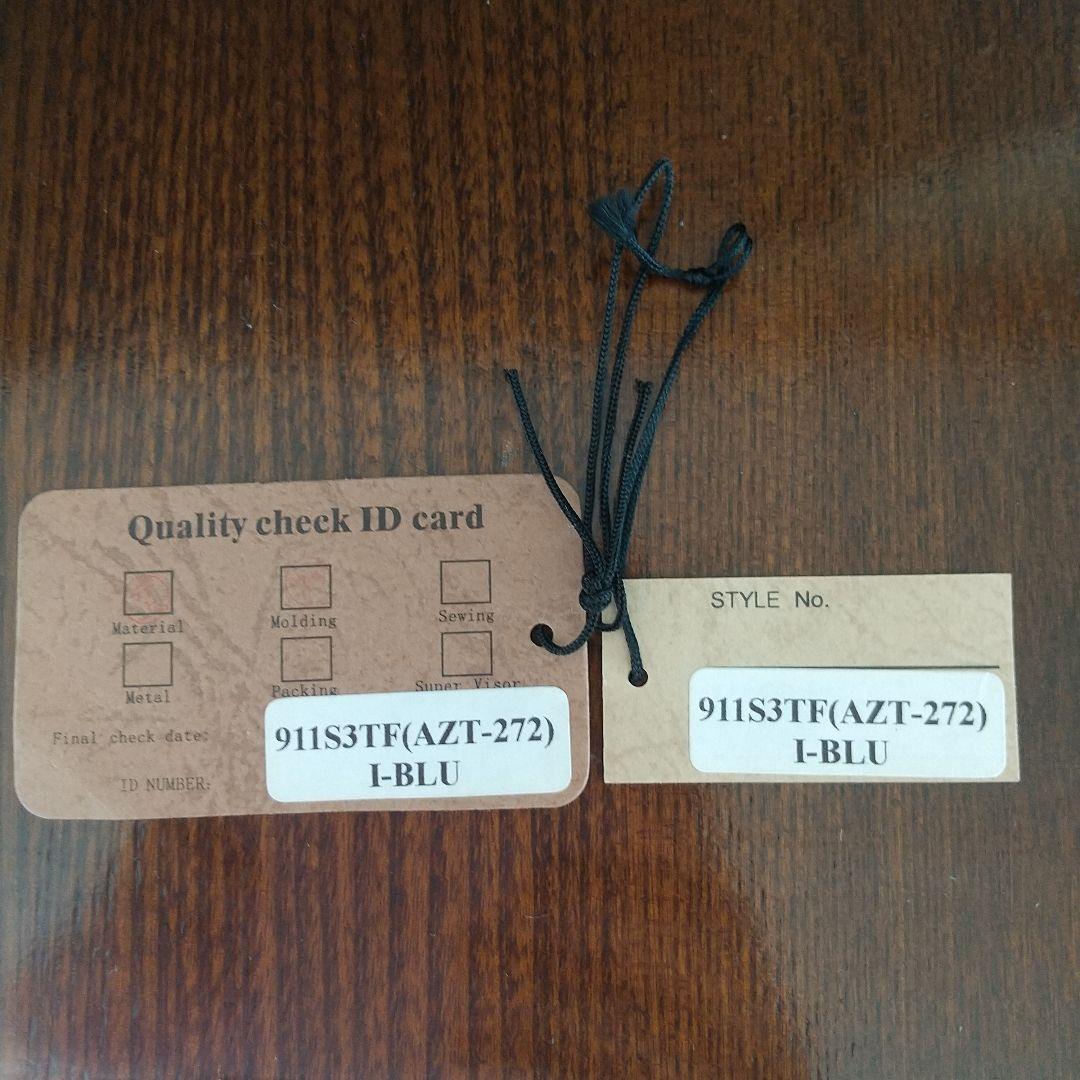 Quality check ID card
Material
Molding
Sewing
Metal
Packing
Super Visor
Final check date:
ID NUMBER:
911S3TF(AZT-272)
I-BLU
STYLE No.
911S3TF(AZT-272)
I-BLU